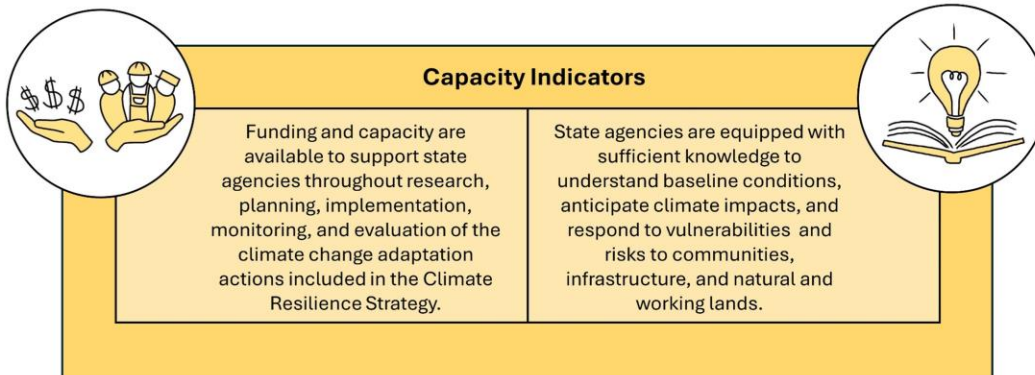 $ $ $
Capacity Indicators
Funding and capacity are
available to support state
agencies throughout research,
planning, implementation,
monitoring, and evaluation of the
climate change adaptation
actions included in the Climate
Resilience Strategy.
State agencies are equipped with
sufficient knowledge to
understand baseline conditions,
anticipate climate impacts, and
respond to vulnerabilities and
risks to communities,
infrastructure, and natural and
working lands.